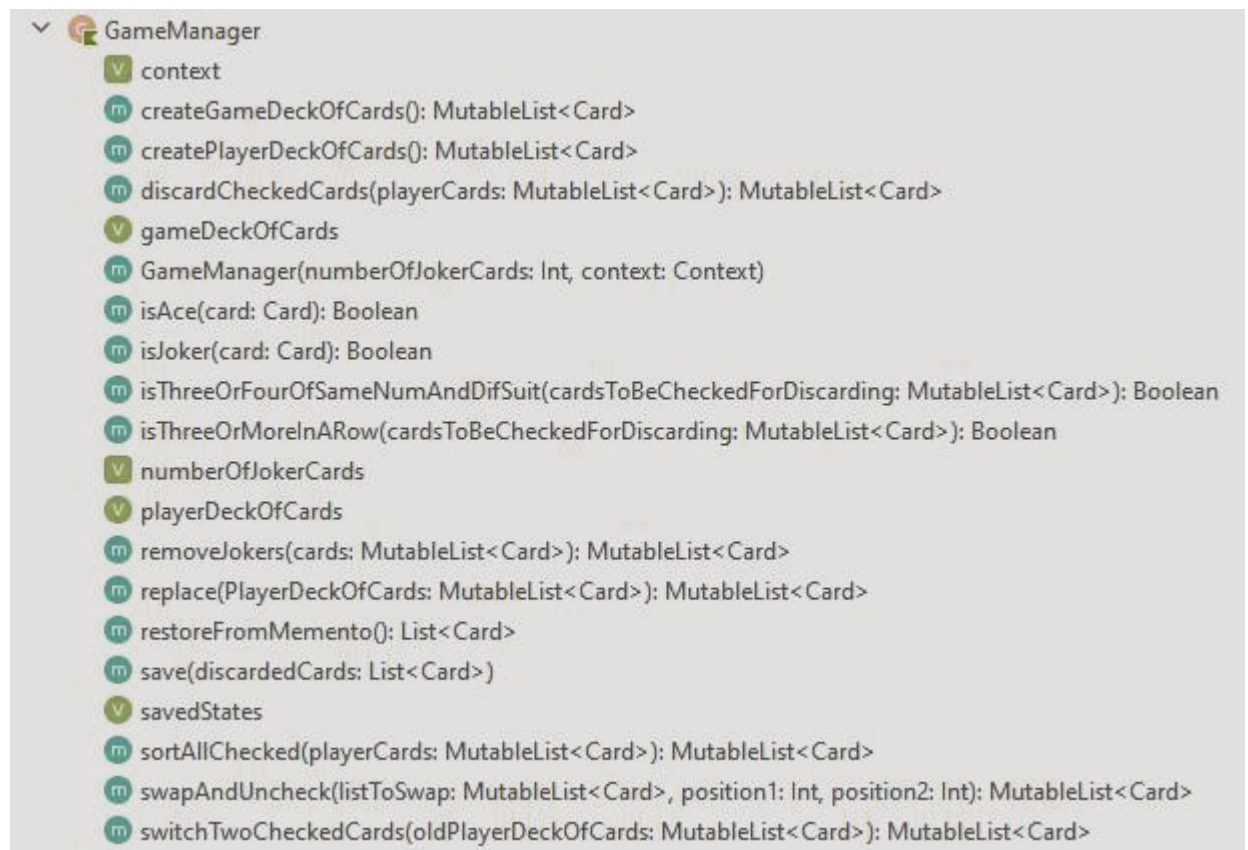 GameManager
context
createGameDeckOfCards(): MutableList<Card>
createPlayerDeckOfCards(): MutableList<Card>
discardCheckedCards(playerCards: MutableList<Card>): MutableList<Card>
gameDeckOfCards
GameManager(numberOfJokerCards: Int, context: Context)
isAce(card: Card): Boolean
isJoker(card: Card): Boolean
isThreeOrFourOfSameNumAndDifSuit(cardsToBeCheckedForDiscarding: MutableList<Card>): Boolean
isThreeOrMoreInARow(cardsToBeCheckedForDiscarding: MutableList<Card>): Boolean
numberOfJokerCards
playerDeckOfCards
removeJokers(cards: MutableList<Card>): MutableList<Card>
replace(PlayerDeckOfCards: MutableList<Card>): MutableList<Card>
restoreFromMemento(): List<Card>
save(discardedCards: List<Card>)
savedStates
sortAllChecked(playerCards: MutableList<Card>): MutableList<Card>
swapAndUncheck(listToSwap: MutableList<Card>, position1: Int, position2: Int): MutableList<Card>
switchTwoCheckedCards(oldPlayerDeckOfCards: MutableList<Card>): MutableList<Card>